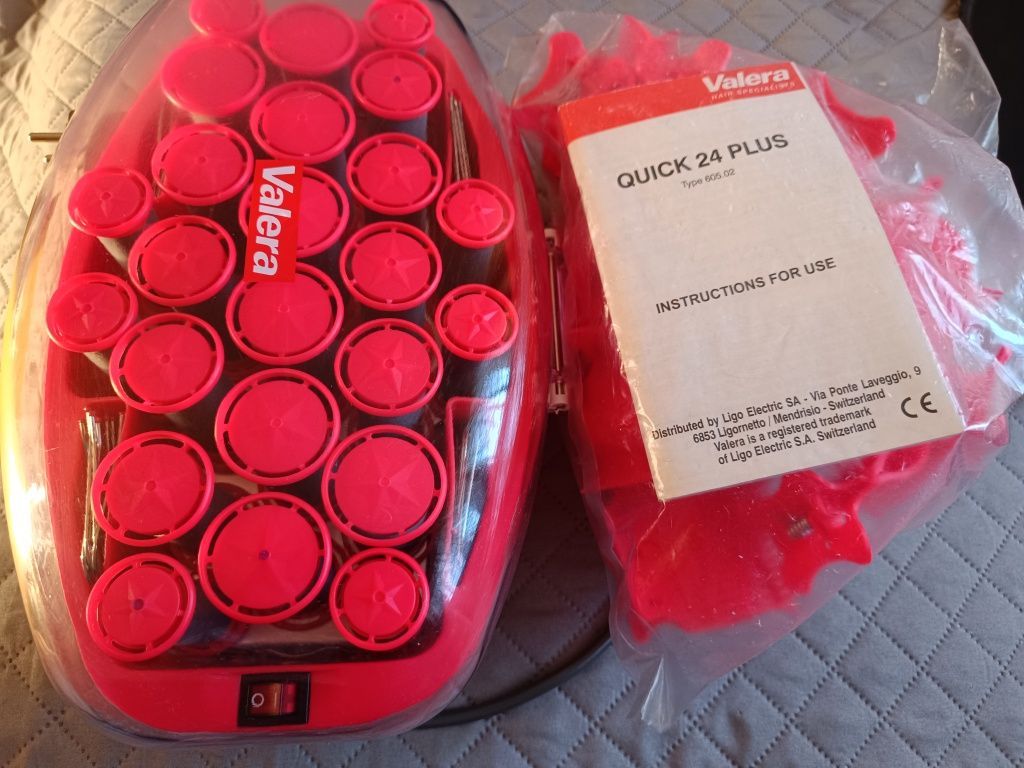 Valera
Valera
HAIR SPECIALISTS
QUICK 24 PLUS
Type 605.02
INSTRUCTIONS FOR USE
Distributed by Ligo Electric SA - Via Ponte Laveggio, 9
6853 Ligornetto / Mendrisio - Switzerland
Valera is a registered trademark
of Ligo Electric S.A. Switzerland
CE